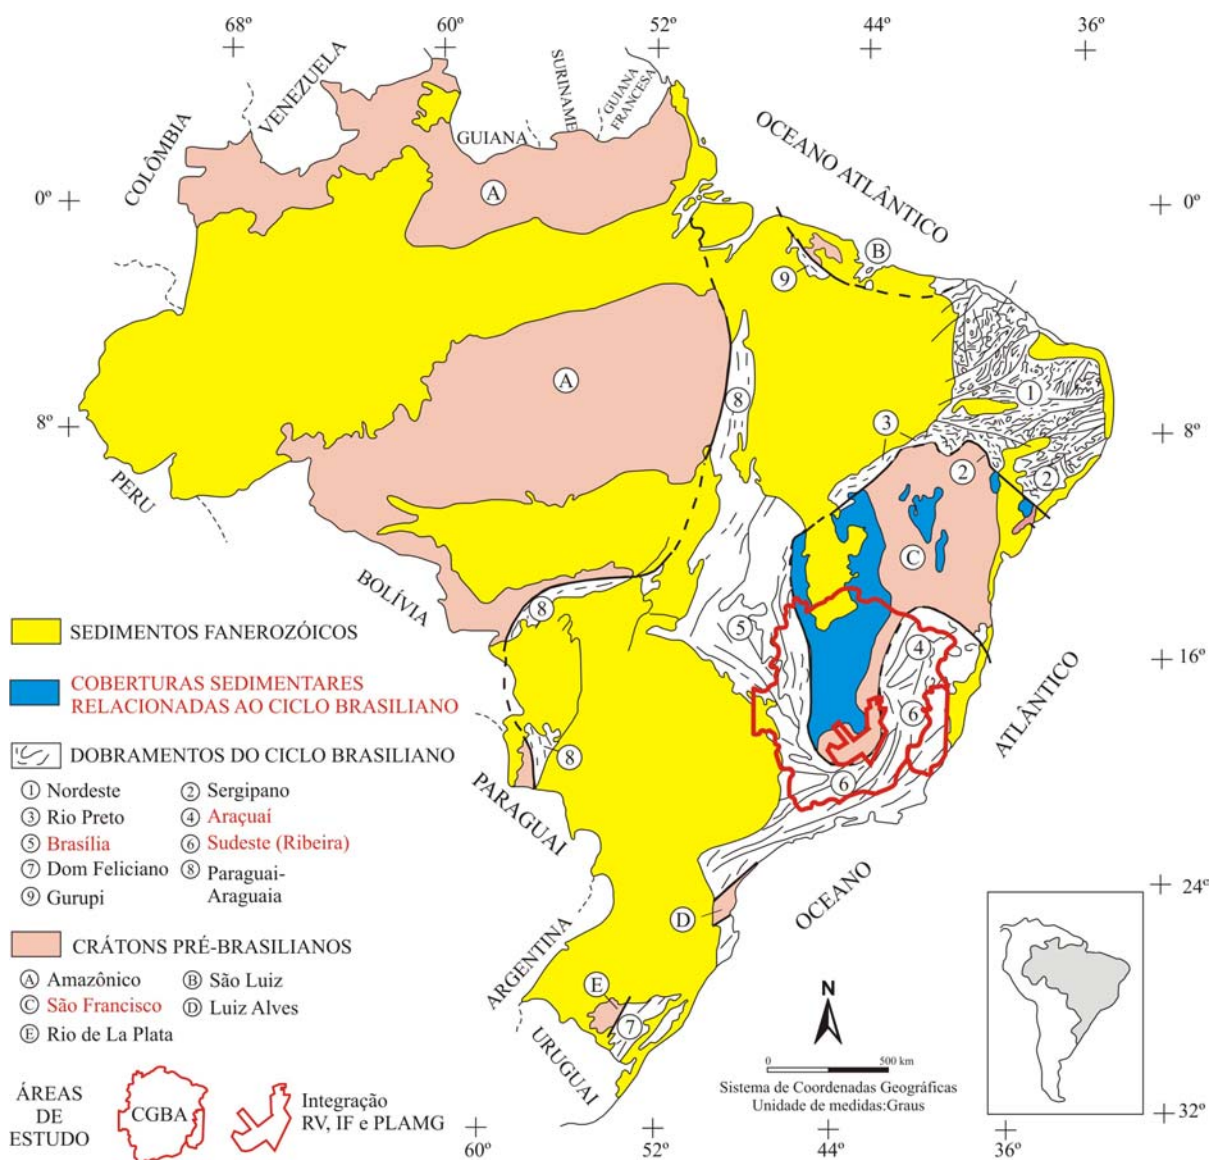 68º 60º 52º 44º 36º
COLÔMBIA
VENEZUELA
GUIANA
SURINAME
GUIANA
FRANCESA
OCEANO ATLÂNTICO
0º 0º
A
B
9
A
8
1
3
8º 8º
2 2
PERU
C
BOLÍVIA
8
5
4
16º
6
ATLÂNTICO
8
6
PARAGUAI
OCEANO
24º
D
ARGENTINA
E
7
URUGUAI
SEDIMENTOS FANEROZÓICOS
COBERTURAS SEDIMENTARES
RELACIONADAS AO CICLO BRASILIANO
DOBRAMENTOS DO CICLO BRASILIANO
1 Nordeste 2 Sergipano
3 Rio Preto 4 Araçuaí
5 Brasília 6 Sudeste (Ribeira)
7 Dom Feliciano 8 Paraguai-
Araguaia
9 Gurupi
CRÁTONS PRÉ-BRASILIANOS
A Amazônico B São Luiz
C São Francisco D Luiz Alves
E Rio de La Plata
ÁREAS
DE
ESTUDO
CGBA
Integração
RV, IF e PLAMG
N
0 500 km
Sistema de Coordenadas Geográficas
Unidade de medidas:Graus
32º
60º 52º 44º 36º